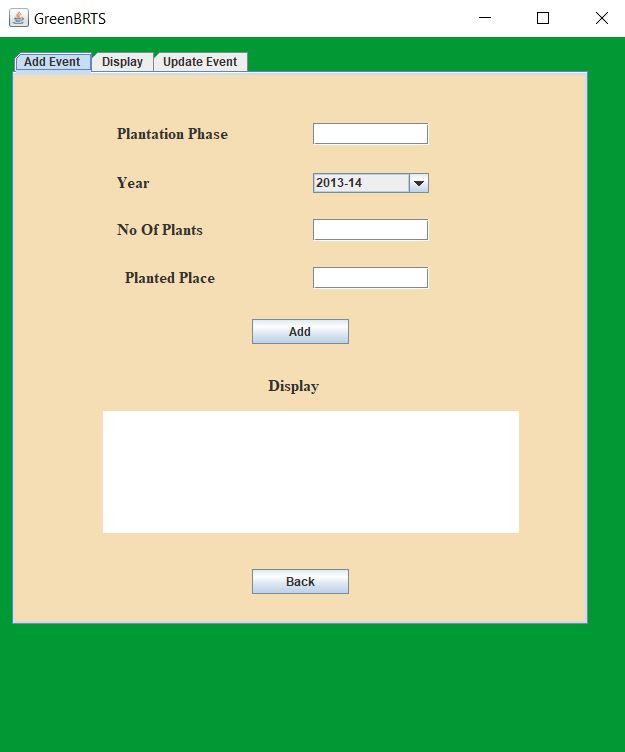 GreenBRTS
Add Event Display Update Event
Plantation Phase
Year 2013-14
No Of Plants
Planted Place
Add
Display
Back